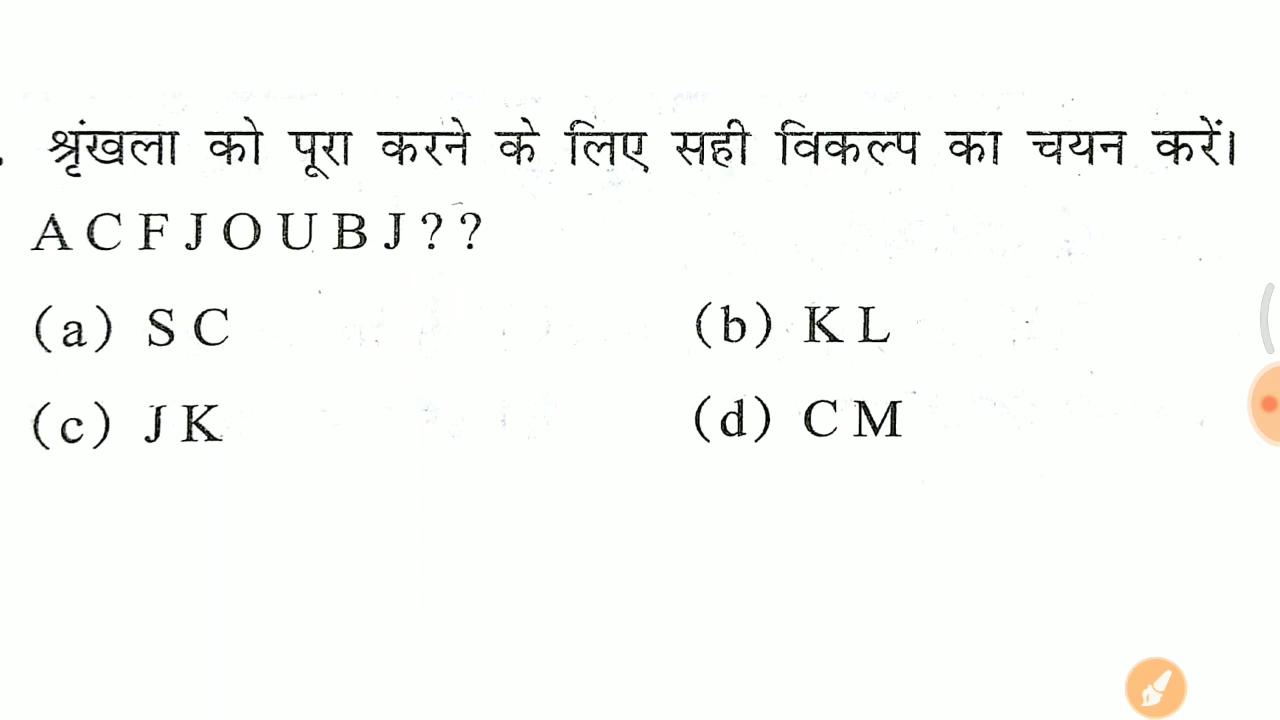 . श्रृंखला को पूरा करने के लिए सही विकल्प का चयन करें।
A C F J O U B J ? ?
(a) S C (b) K L
(c) J K (d) C M